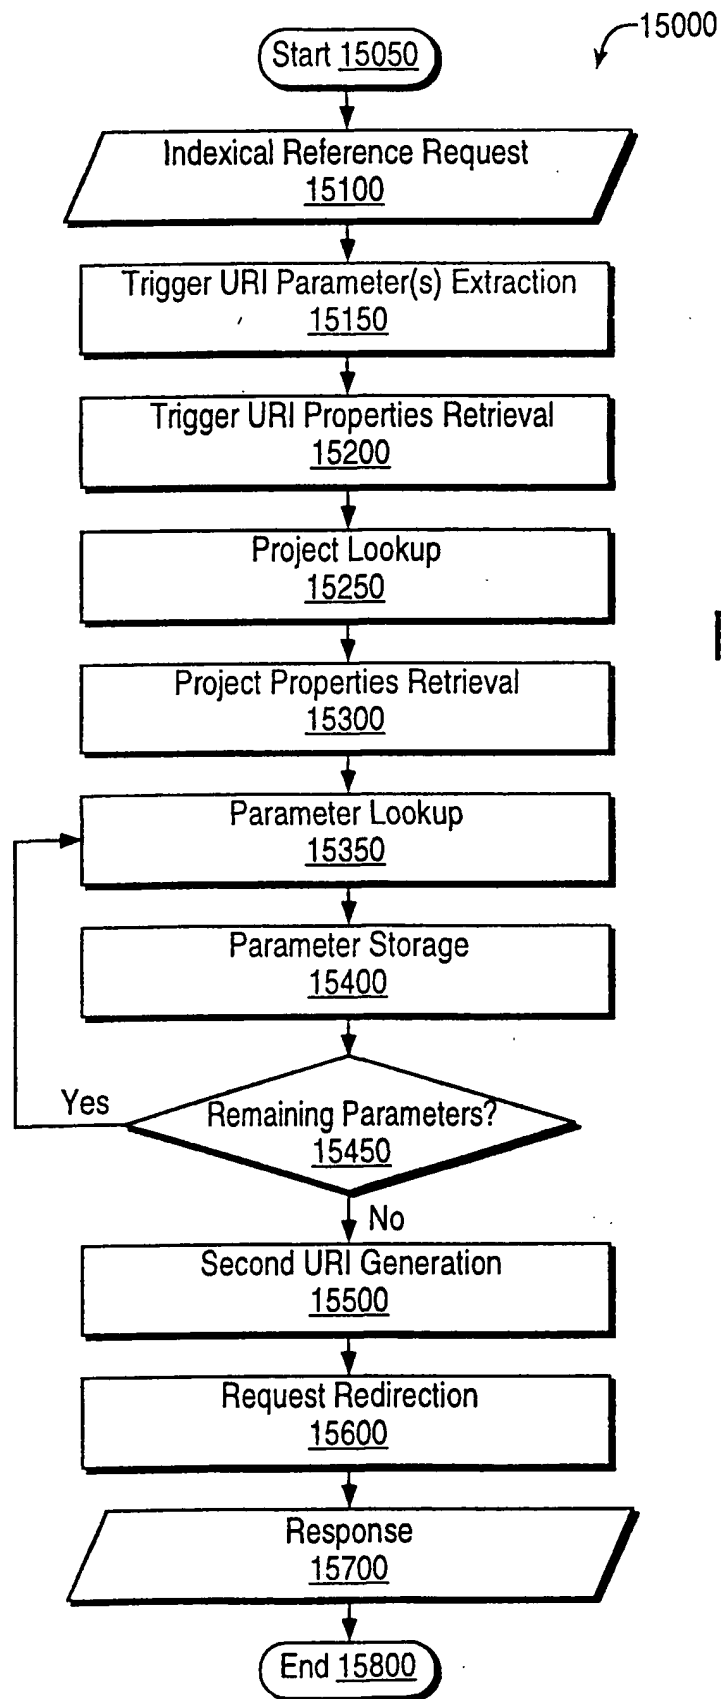 15000
Start 15050
Indexical Reference Request
15100
Trigger URI Parameter(s) Extraction
15150
Trigger URI Properties Retrieval
15200
Project Lookup
15250
Project Properties Retrieval
15300
Parameter Lookup
15350
Parameter Storage
15400
Yes
Remaining Parameters?
15450
No
Second URI Generation
15500
Request Redirection
15600
Response
15700
End 15800